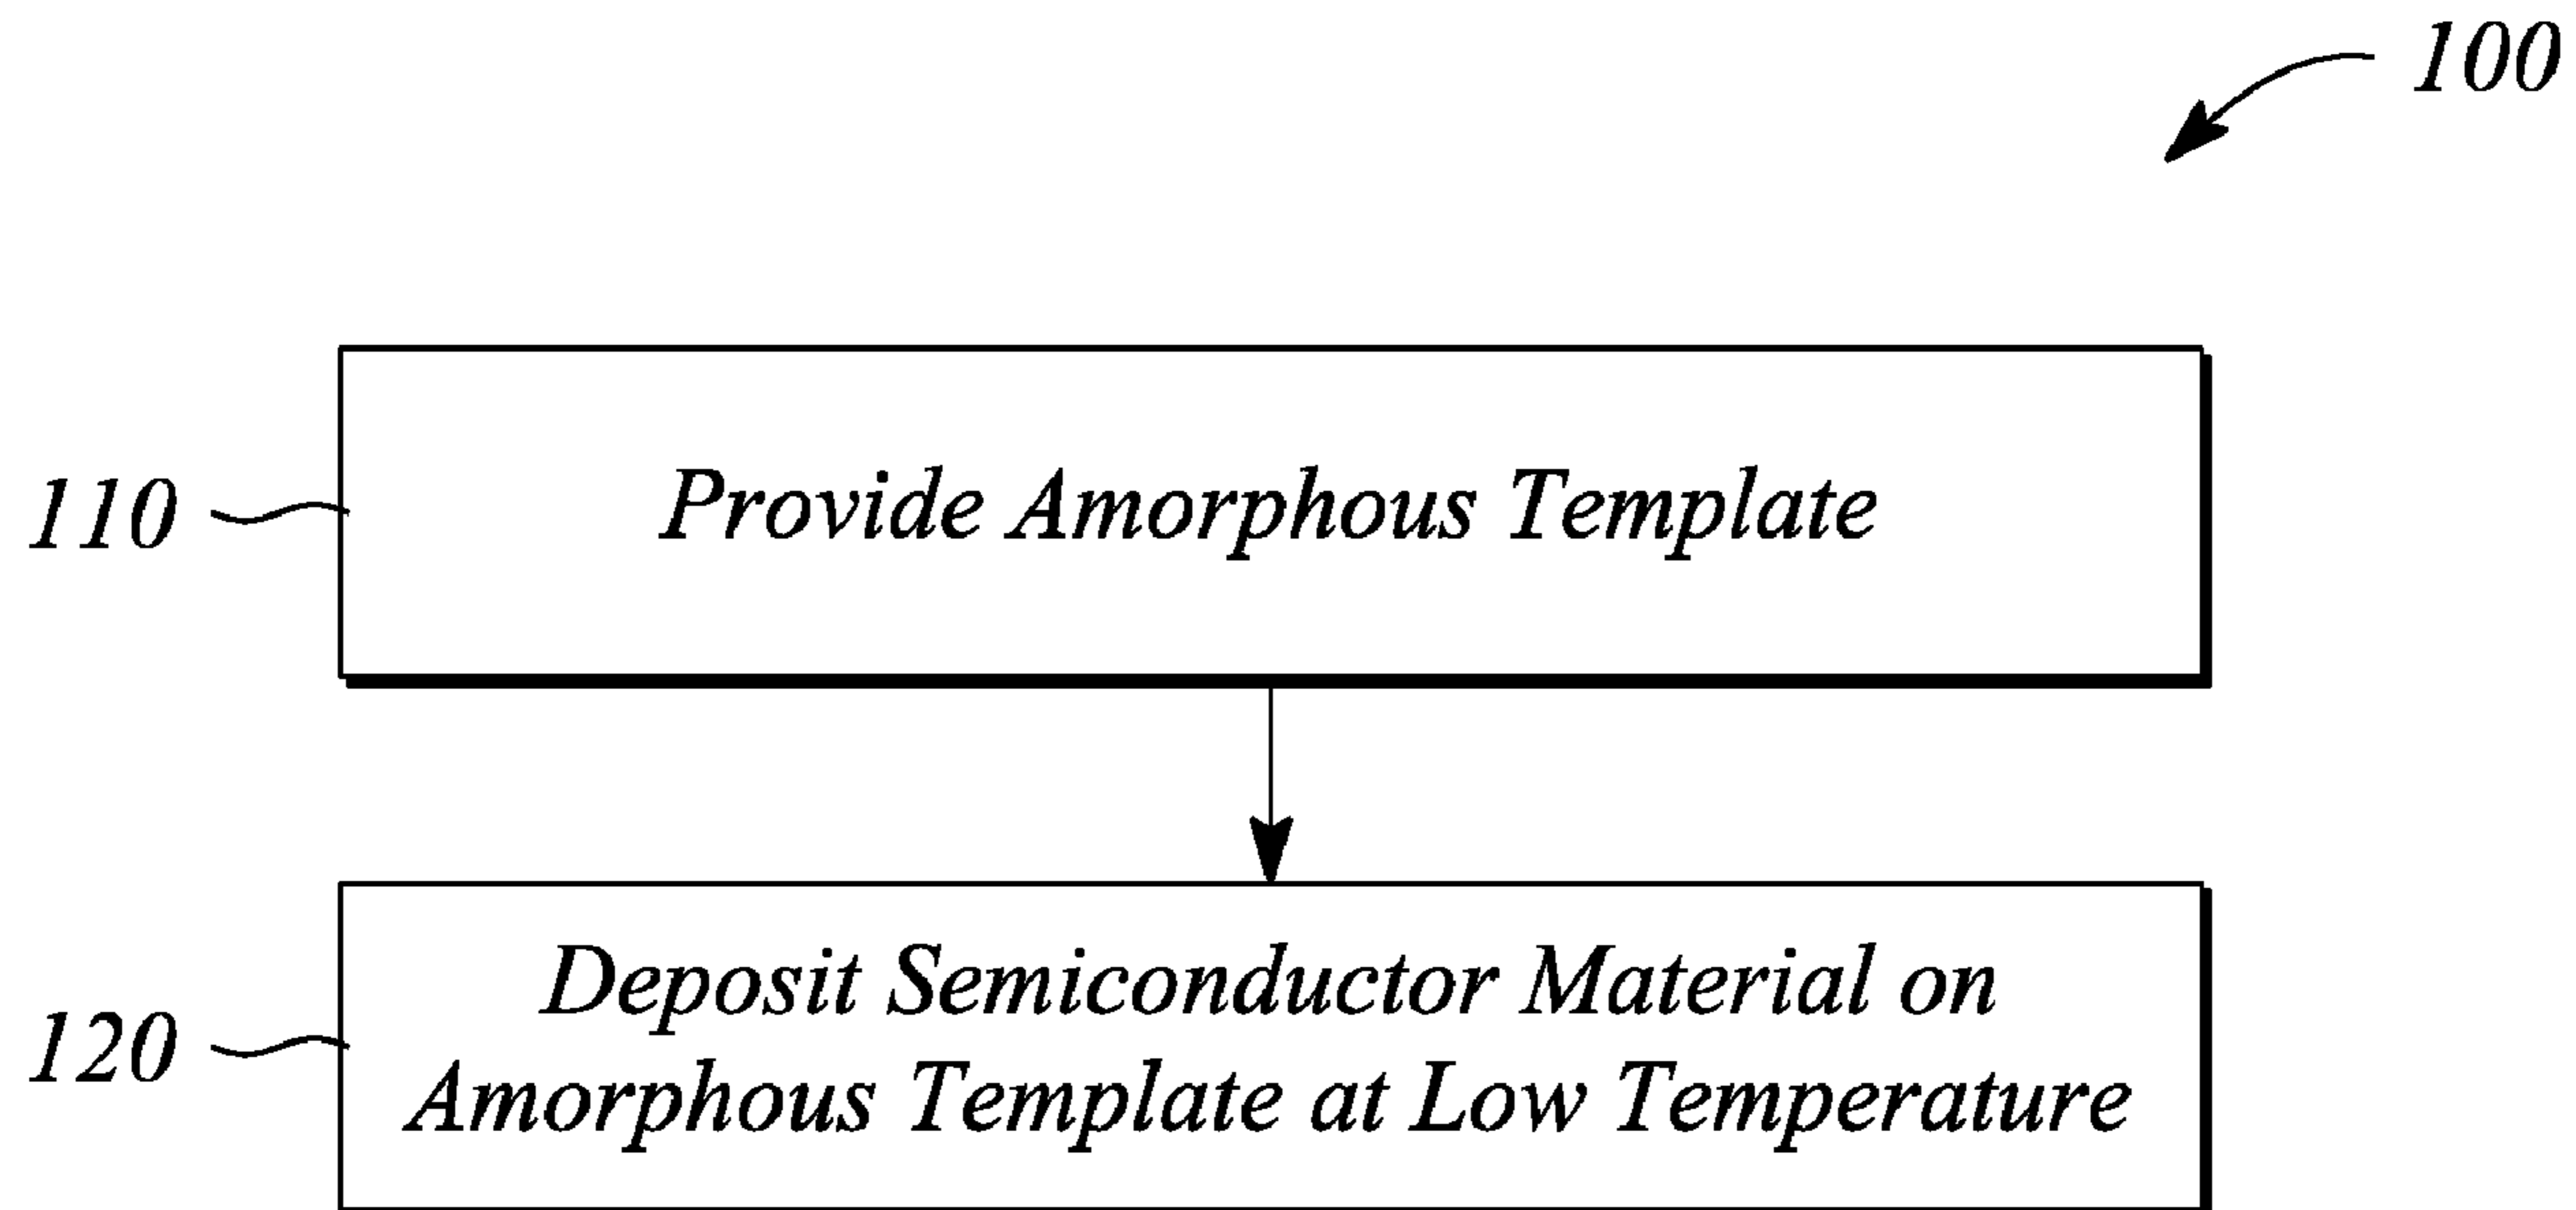 100
110
Provide Amorphous Template
120
Deposit Semiconductor Material on
Amorphous Template at Low Temperature